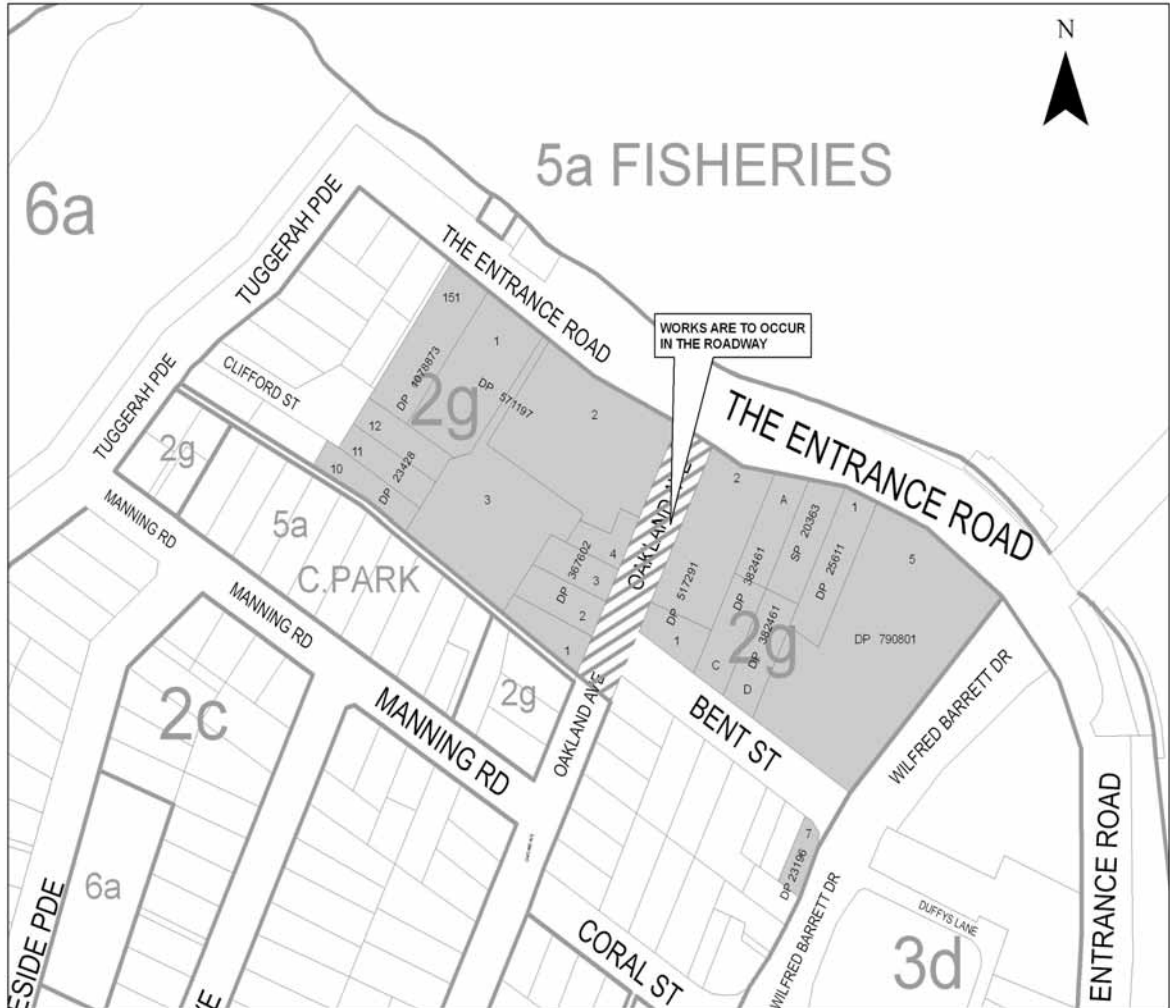 N
5a FISHERIES
6a
TUGGERAH PDE
THE ENTRANCE ROAD
WORKS ARE TO OCCUR
IN THE ROADWAY
151
1
DP 1078873
2g
DP 571197
2
CLIFFORD ST
TUGGERAH PDE
12
11
10
DP 23428
3
THE ENTRANCE ROAD
OAKLAND AVE
2
A
SP 20363
1
5
DP 382461
DP 25611
DP 517291
DP 382461
2g
DP 790801
1
C
D
4
DP 367602
3
2
1
2g
MANNING RD
5a
C.PARK
MANNING RD
2g
OAKLAND AVE
BENT ST
WILFRED BARRETT DR
2c
MANNING RD
7
DP 23196
6a
CORAL ST
WILFRED BARRETT DR
DUFFYS LANE
3d
ENTRANCE ROAD
ESIDE PDE